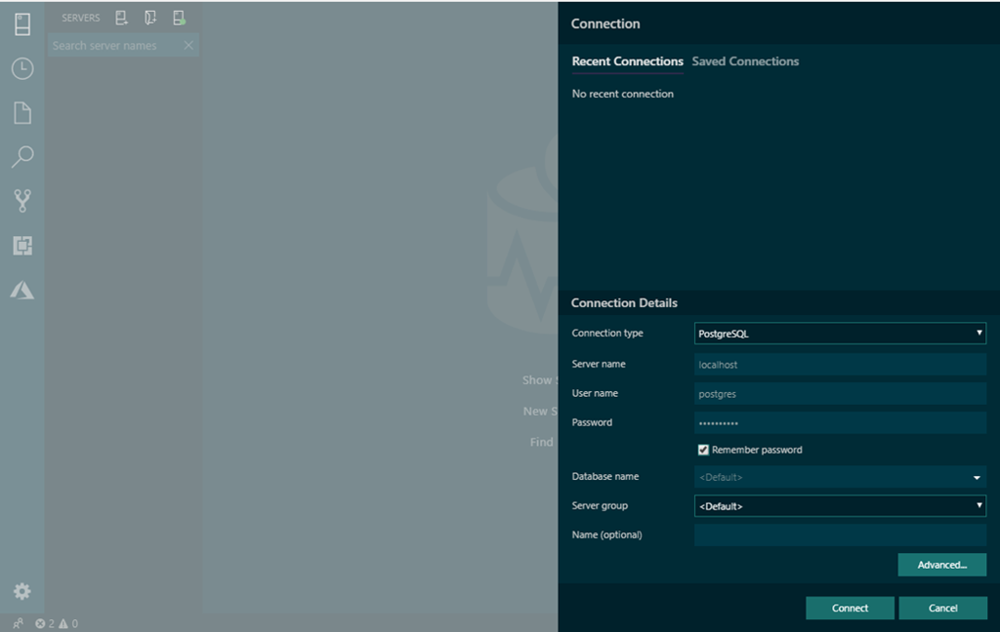 SERVERS
Search server names
Connection
Recent Connections Saved Connections
No recent connection
Show
New S
Find
Connection Details
Connection type PostgreSQL
Server name localhost
User name postgres
Password ••••••••••
Remember password
Database name <Default>
Server group <Default>
Name (optional)
Advanced...
Connect Cancel
2 0